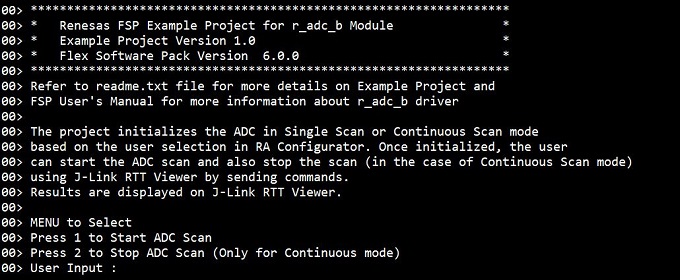 00> ***************************************************************
00> *   Renesas FSP Example Project for r_adc_b Module              *
00> *   Example Project Version 1.0                                 *
00> *   Flex Software Pack Version  6.0.0                           *
00> ***************************************************************
00> Refer to readme.txt file for more details on Example Project and
00> FSP User's Manual for more information about r_adc_b driver
00>
00> The project initializes the ADC in Single Scan or Continuous Scan mode
00> based on the user selection in RA Configurator. Once initialized, the user
00> can start the ADC scan and also stop the scan (in the case of Continuous Scan mode)
00> using J-Link RTT Viewer by sending commands.
00> Results are displayed on J-Link RTT Viewer.
00>
00> MENU to Select
00> Press 1 to Start ADC Scan
00> Press 2 to Stop ADC Scan (Only for Continuous mode)
00> User Input :